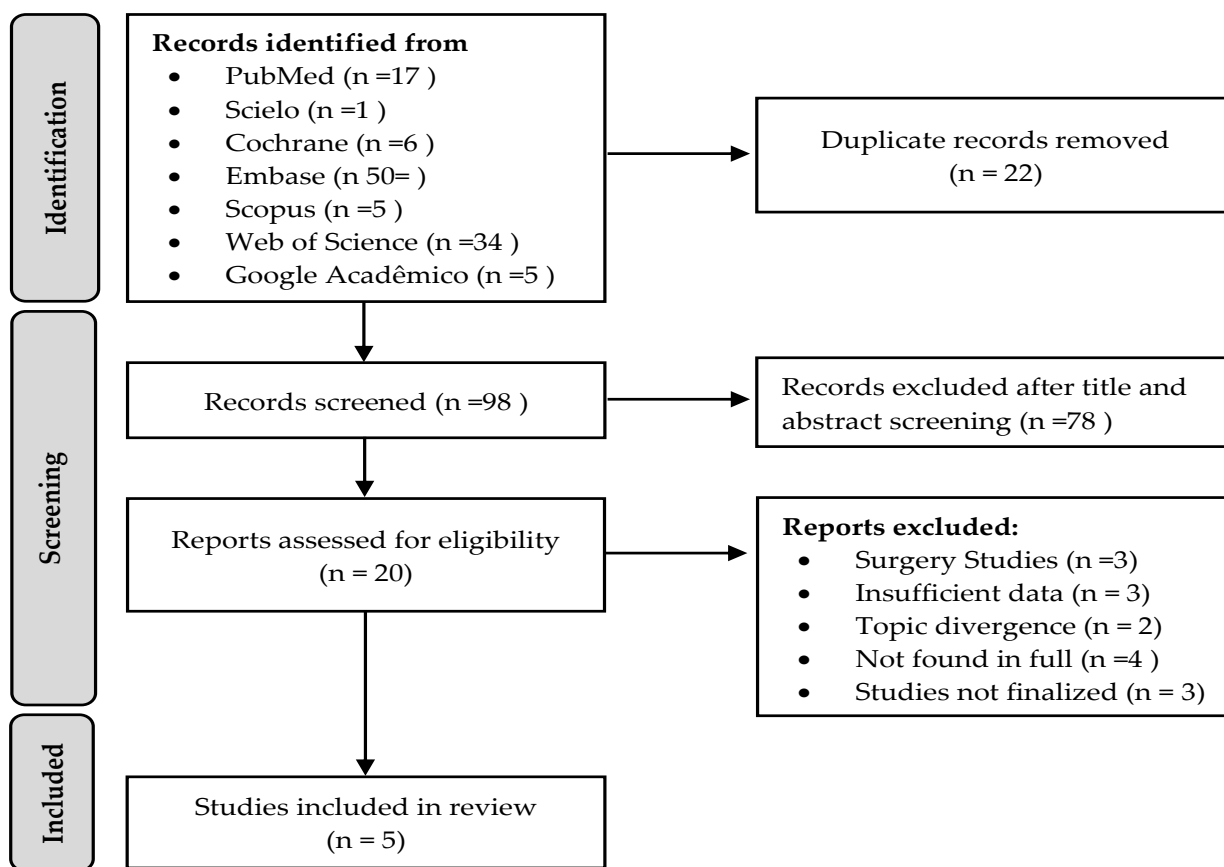 Identification
Records identified from
• PubMed (n =17 )
• Scielo (n =1 )
• Cochrane (n =6 )
• Embase (n 50= )
• Scopus (n =5 )
• Web of Science (n =34 )
• Google Acadêmico (n =5 )
Duplicate records removed
(n = 22)
Screening
Records screened (n =98 )
Records excluded after title and
abstract screening (n =78 )
Reports assessed for eligibility
(n = 20)
Reports excluded:
• Surgery Studies (n =3)
• Insufficient data (n = 3)
• Topic divergence (n = 2)
• Not found in full (n =4 )
• Studies not finalized (n = 3)
Included
Studies included in review
(n = 5)